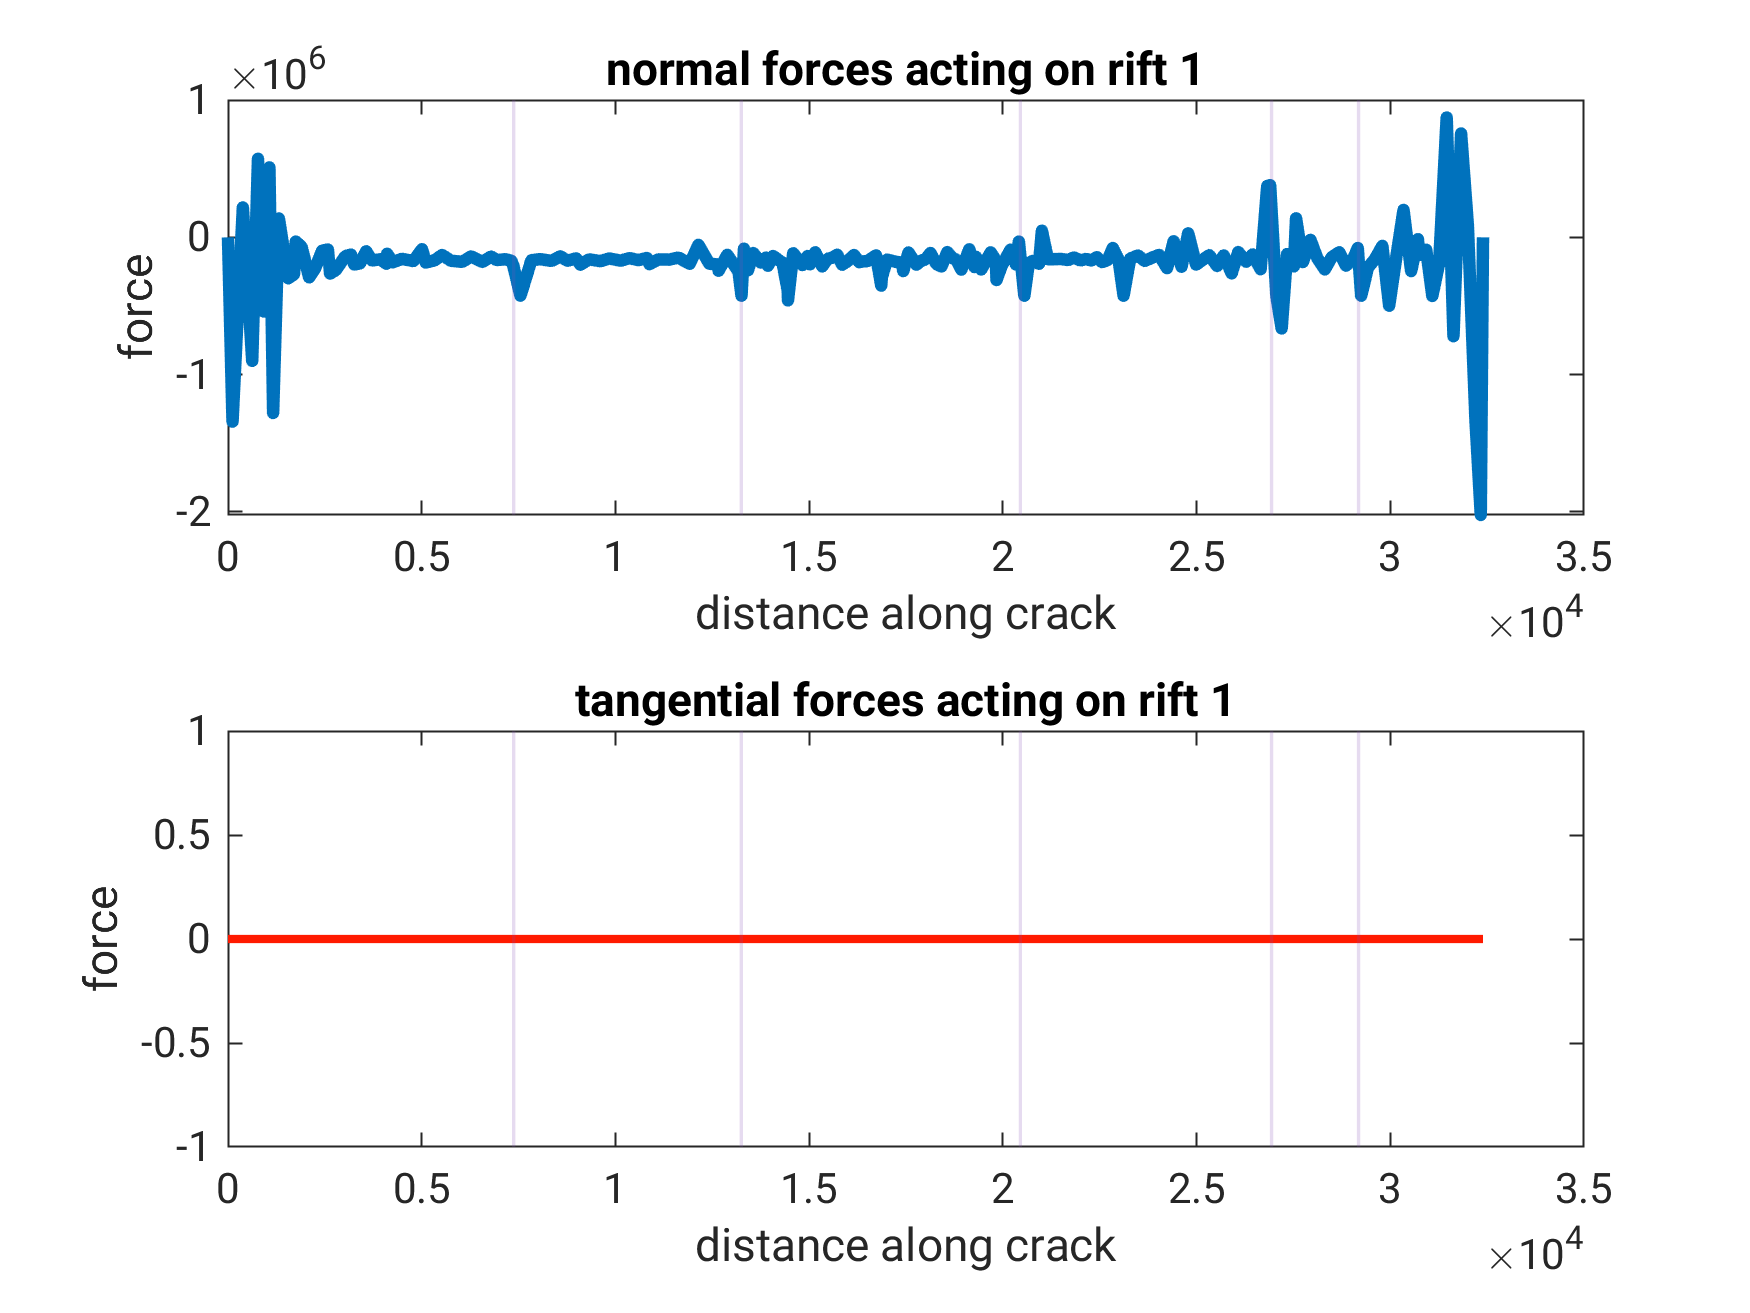 ×10^6
normal forces acting on rift 1
1
0
-1
-2
force
0 0.5 1 1.5 2 2.5 3 3.5
distance along crack
×10^4
tangential forces acting on rift 1
1
0.5
0
-0.5
-1
force
0 0.5 1 1.5 2 2.5 3 3.5
distance along crack
×10^4